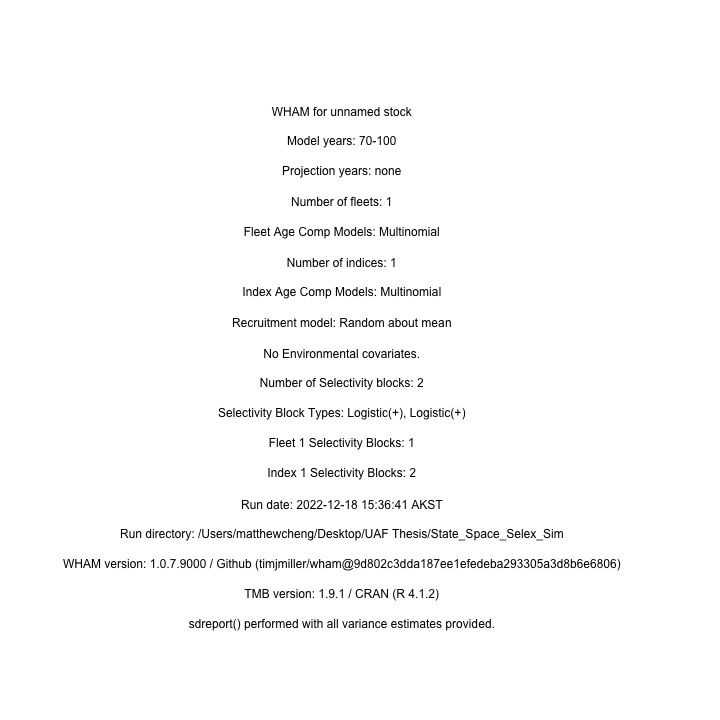 WHAM for unnamed stock
Model years: 70-100
Projection years: none
Number of fleets: 1
Fleet Age Comp Models: Multinomial
Number of indices: 1
Index Age Comp Models: Multinomial
Recruitment model: Random about mean
No Environmental covariates.
Number of Selectivity blocks: 2
Selectivity Block Types: Logistic(+), Logistic(+)
Fleet 1 Selectivity Blocks: 1
Index 1 Selectivity Blocks: 2
Run date: 2022-12-18 15:36:41 AKST
Run directory: /Users/matthewcheng/Desktop/UAF Thesis/State_Space_Selex_Sim
WHAM version: 1.0.7.9000 / Github (timjmiller/wham@9d802c3dda187ee1efedeba293305a3d8b6e6806)
TMB version: 1.9.1 / CRAN (R 4.1.2)
sdreport() performed with all variance estimates provided.